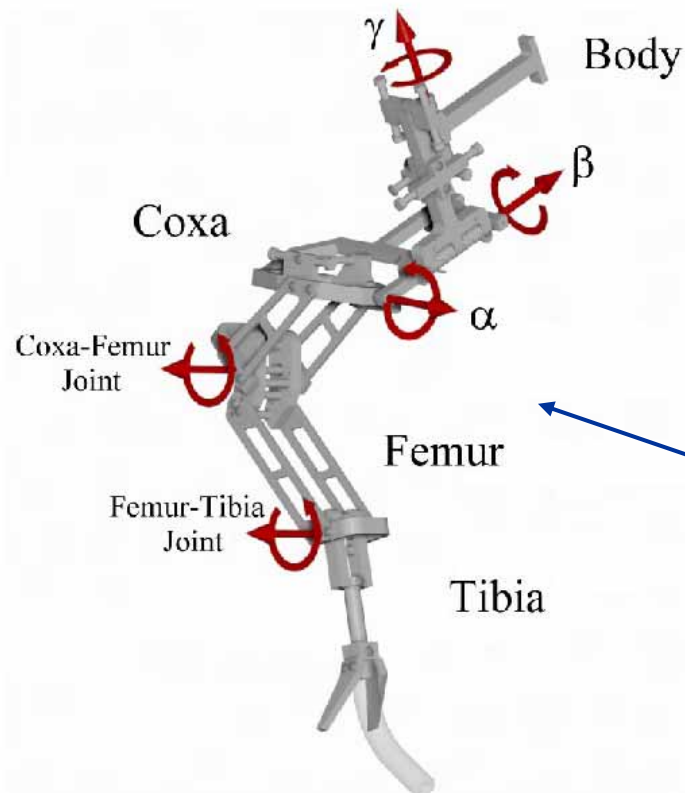 γ
Body
β
Coxa
α
Coxa-Femur
Joint
Femur
Femur-Tibia
Joint
Tibia